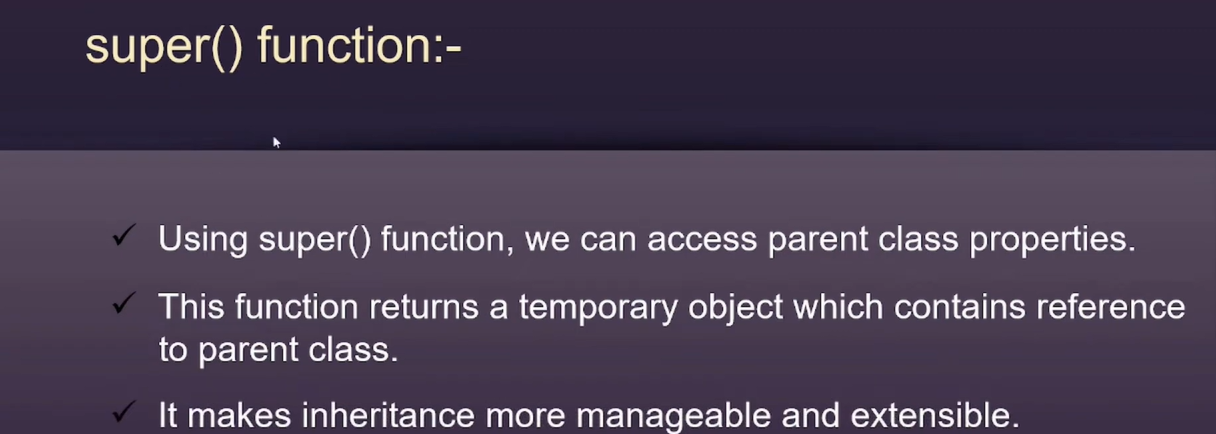 super() function:-
Using super() function, we can access parent class properties.
This function returns a temporary object which contains reference
to parent class.
It makes inheritance more manageable and extensible.